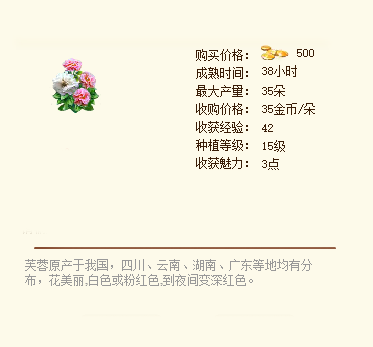 购买价格： 500
成熟时间： 38小时
最大产量： 35朵
收购价格： 35金币/朵
收获经验： 42
种植等级： 15级
收获魅力： 3点
芙蓉原产于我国，四川、云南、湖南、广东等地均有分
布，花美丽,白色或粉红色,到夜间变深红色。